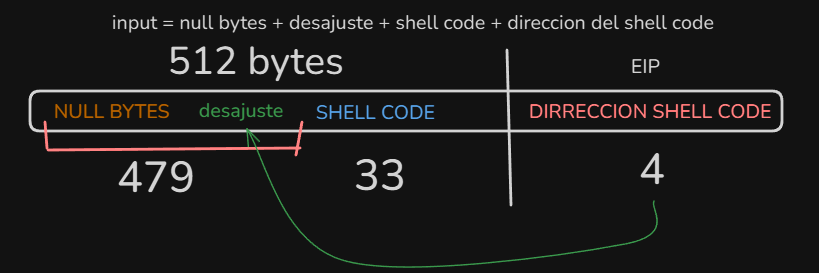 input = null bytes + desajuste + shell code + direccion del shell code
512 bytes
EIP
NULL BYTES desajuste SHELL CODE DIRRECCION SHELL CODE
479 33 4